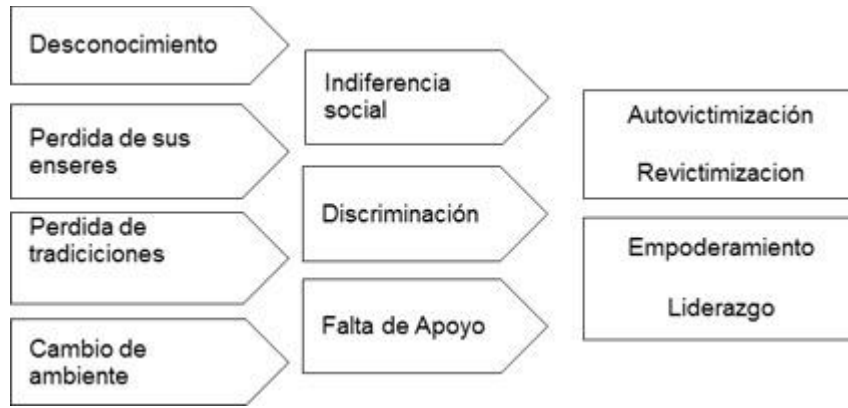 Desconocimiento
Perdida de sus
enseres
Perdida de
tradiciciones
Cambio de
ambiente
Indiferencia
social
Discriminación
Falta de Apoyo
Autovictimización
Revictimizacion
Empoderamiento
Liderazgo